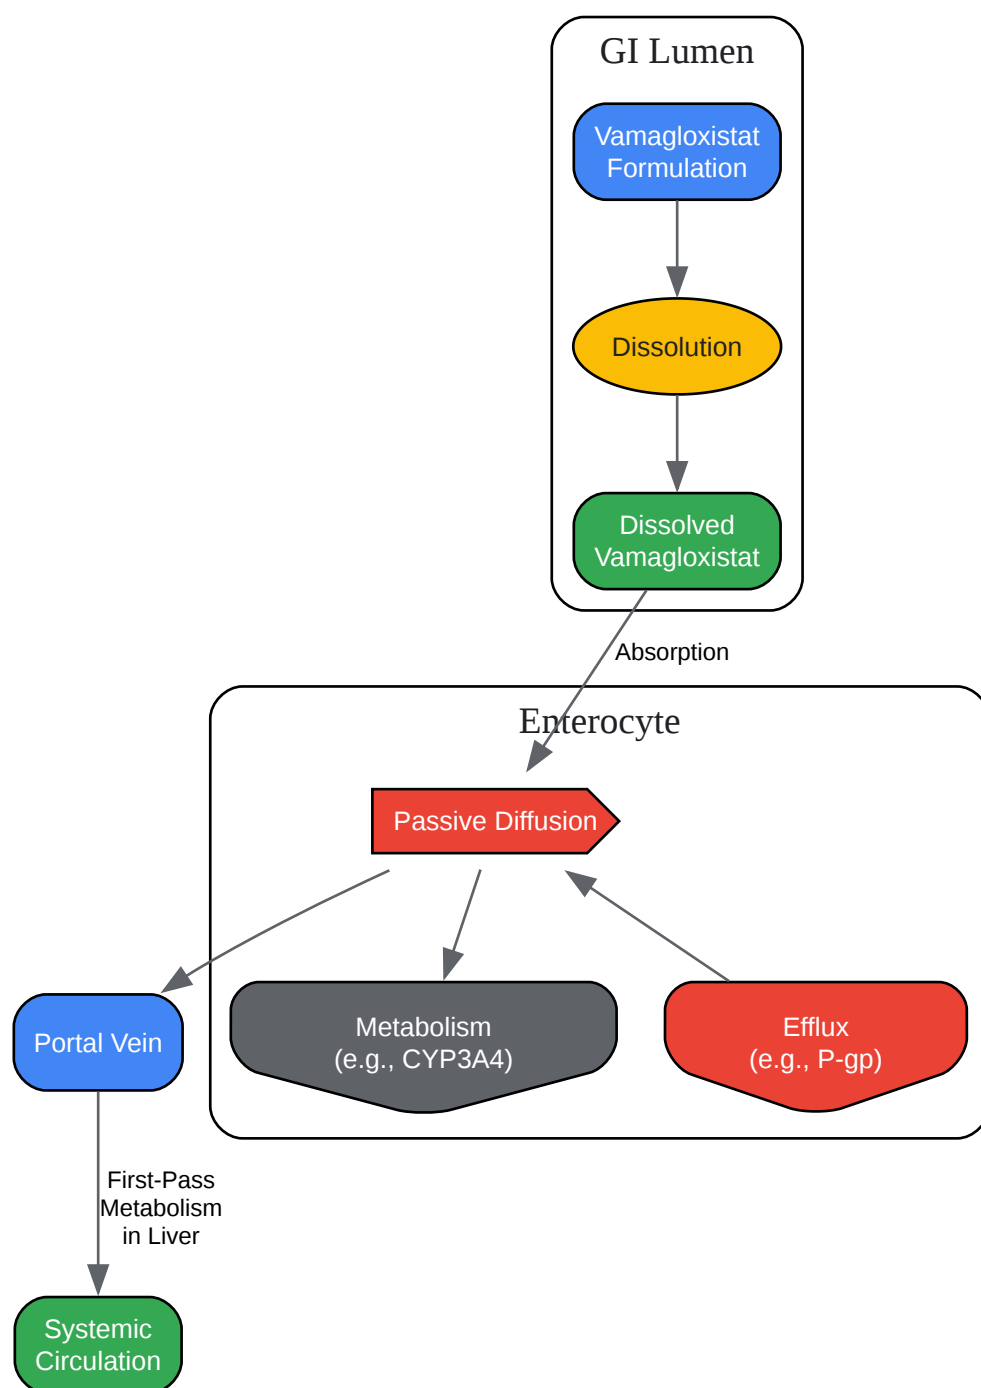 GI Lumen
Vamagloxistat
Formulation
Dissolution
Dissolved
Vamagloxistat
Absorption
Enterocyte
Passive Diffusion
Portal Vein
Metabolism
(e.g., CYP3A4)
Efflux
(e.g., P-gp)
First-Pass
Metabolism
in Liver
Systemic
Circulation